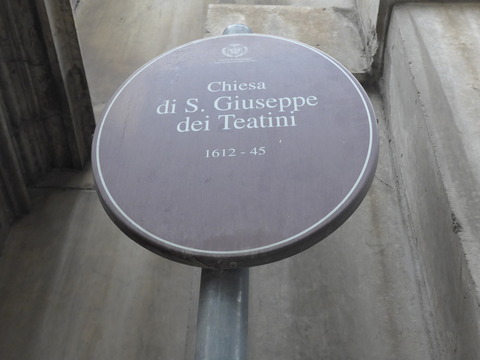 Chiesa
di S. Giuseppe
dei Teatini
1612 - 45